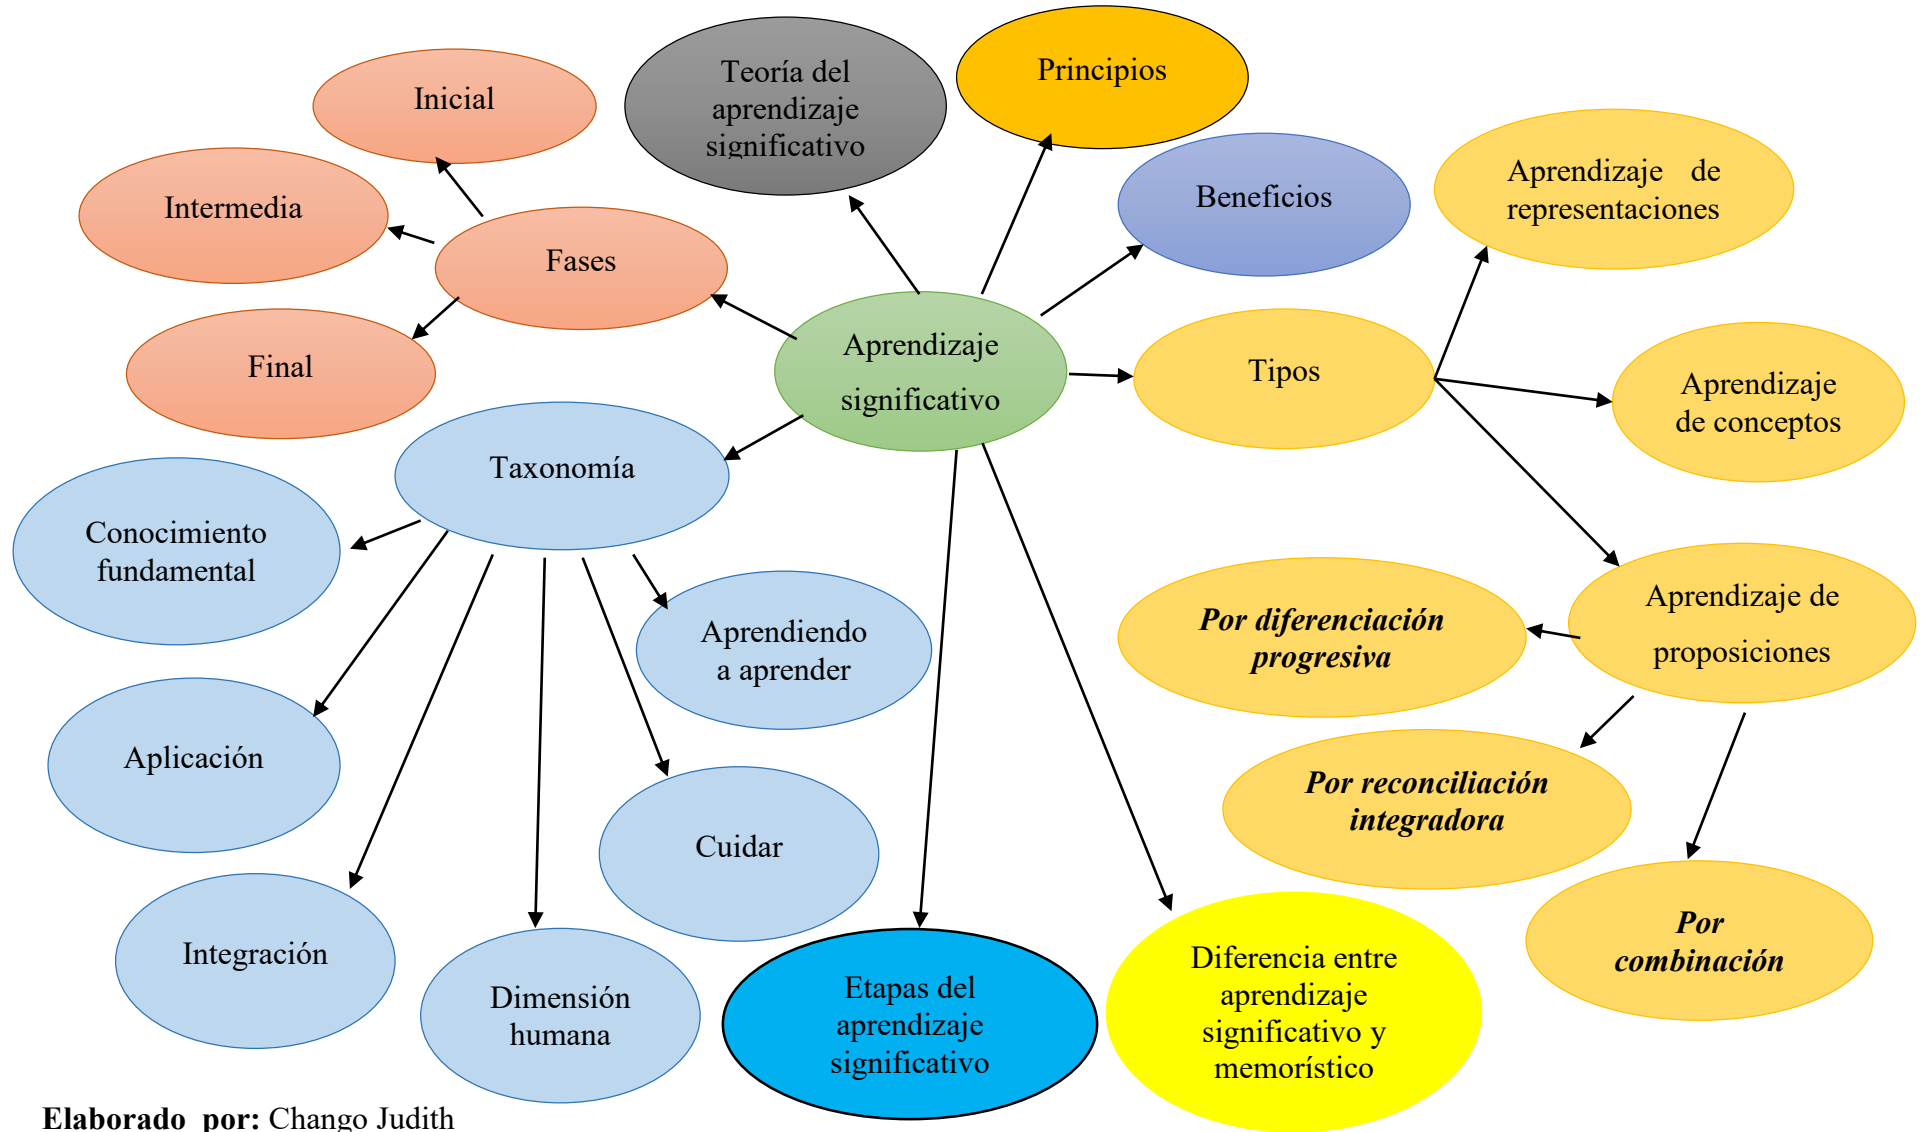 Teoría del
aprendizaje
significativo
Principios
Inicial
Beneficios
Aprendizaje de
representaciones
Intermedia
Fases
Final
Aprendizaje
significativo
Tipos
Aprendizaje
de conceptos
Taxonomía
Conocimiento
fundamental
Aprendiendo
a aprender
Por diferenciación
progresiva
Aprendizaje de
proposiciones
Aplicación
Cuidar
Por reconciliación
integradora
Integración
Dimensión
humana
Etapas del
aprendizaje
significativo
Diferencia entre
aprendizaje
significativo y
memorístico
Por
combinación
Elaborado por: Chango Judith